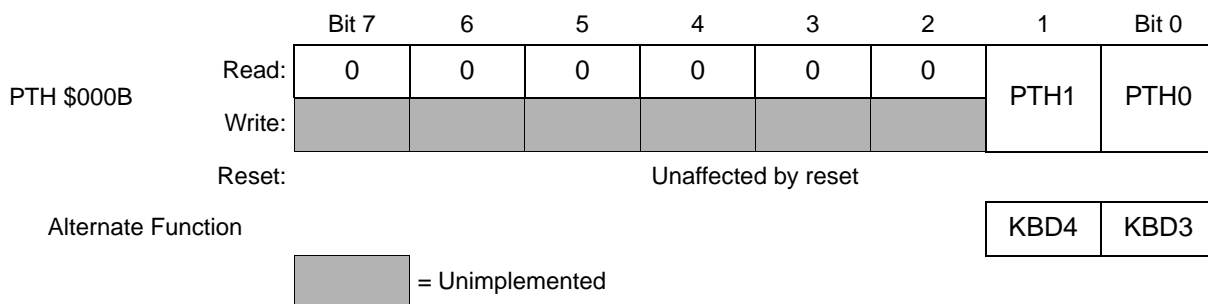 Bit 7 6 5 4 3 2 1 Bit 0
Read: 0 0 0 0 0 0
PTH $000B PTH1 PTH0
Write:
Reset: Unaffected by reset
Alternate Function KBD4 KBD3
= Unimplemented